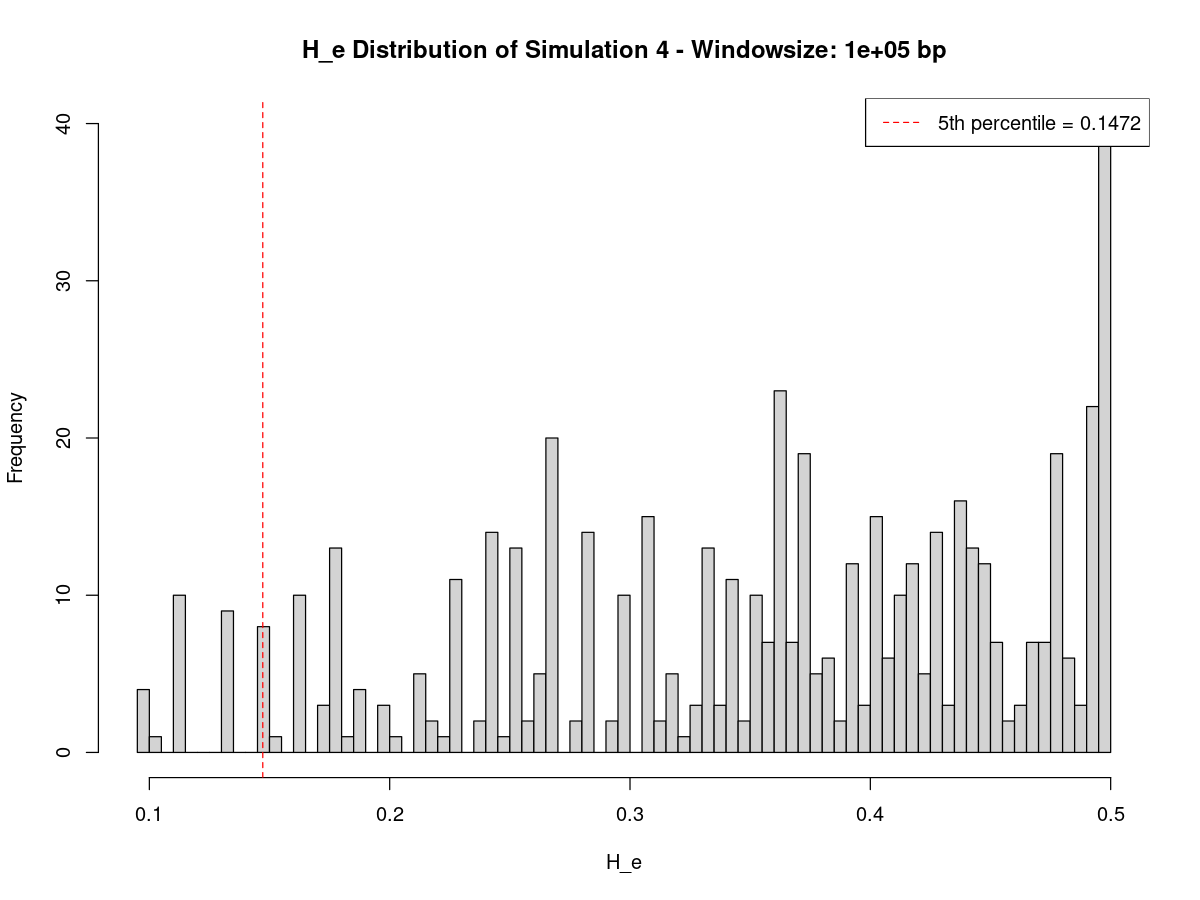 H_e Distribution of Simulation 4 - Windowsize: 1e+05 bp
5th percentile = 0.1472
40
30
20
10
0
Frequency
0.1
0.2
0.3
0.4
0.5
H_e